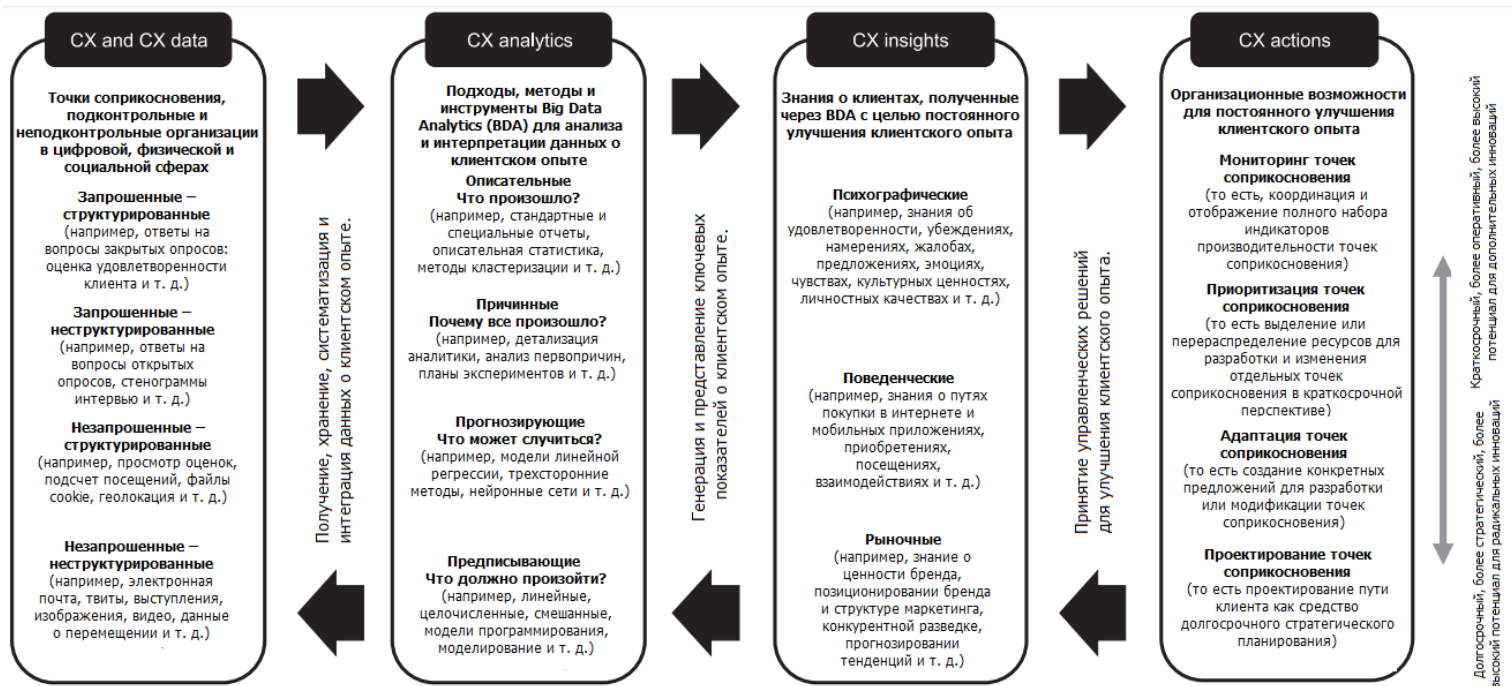 CX and CX data
Точки соприкосновения,
подконтрольные и
неподконтрольные организации
в цифровой, физической и
социальной сферах
Запрошенные –
структурированные
(например, ответы на
вопросы закрытых опросов:
оценка удовлетворенности
клиента и т. д.)
Запрошенные –
неструктурированные
(например, ответы на
вопросы открытых
опросов, стенограммы
интервью и т. д.)
Незапрошенные –
структурированные
(например, просмотр оценок,
подсчет посещений, файлы
cookie, геолокация и т. д.)
Незапрошенные –
неструктурированные
(например, электронная
почта, твиты, выступления,
изображения, видео, данные
о перемещении и т. д.)
Получение, хранение, систематизация и
интеграция данных о клиентском опыте.
CX analytics
Подходы, методы и
инструменты Big Data
Analytics (BDA) для анализа
и интерпретации данных о
клиентском опыте
Описательные
Что произошло?
(например, стандартные и
специальные отчеты,
описательная статистика,
методы кластеризации и т. д.)
Причинные
Почему все произошло?
(например, детализация
аналитики, анализ первопричин,
планы экспериментов и т. д.)
Прогнозирующие
Что может случиться?
(например, модели линейной
регрессии, трехсторонние
методы, нейронные сети и т. д.)
Предписывающие
Что должно произойти?
(например, линейные,
целочисленные, смешанные,
модели программирования,
моделирование и т. д.)
Генерация и представление ключевых
показателей о клиентском опыте.
CX insights
Знания о клиентах, полученные
через BDA с целью постоянного
улучшения клиентского опыта
Психографические
(например, знания об
удовлетворенности, убеждениях,
намерениях, жалобах,
предложениях, эмоциях,
чувствах, культурных ценностях,
личностных качествах и т. д.)
Поведенческие
(например, знания о путях
покупки в интернете и
мобильных приложениях,
приобретениях,
посещениях,
взаимодействиях и т. д.)
Рыночные
(например, знание о
ценности бренда,
позиционировании бренда
и структуре маркетинга,
конкурентной разведке,
прогнозировании
тенденций и т. д.)
Принятие управленческих решений
для улучшения клиентского опыта.
CX actions
Организационные возможности
для постоянного улучшения
клиентского опыта
Мониторинг точек
соприкосновения
(то есть, координация и
отображение полного набора
индикаторов
производительности точек
соприкосновения)
Приоритизация точек
соприкосновения
(то есть выделение или
перераспределение ресурсов для
разработки и изменения
отдельных точек
соприкосновения в краткосрочной
перспективе)
Адаптация точек
соприкосновения
(то есть создание конкретных
предложений для разработки
или модификации точек
соприкосновения)
Проектирование точек
соприкосновения
(то есть проектирование пути
клиента как средство
долгосрочного стратегического
планирования)
Краткосрочный, более оперативный, более высокий
потенциал для дополнительных инноваций
Долгосрочный, более стратегический, более
высокий потенциал для радикальных инноваций